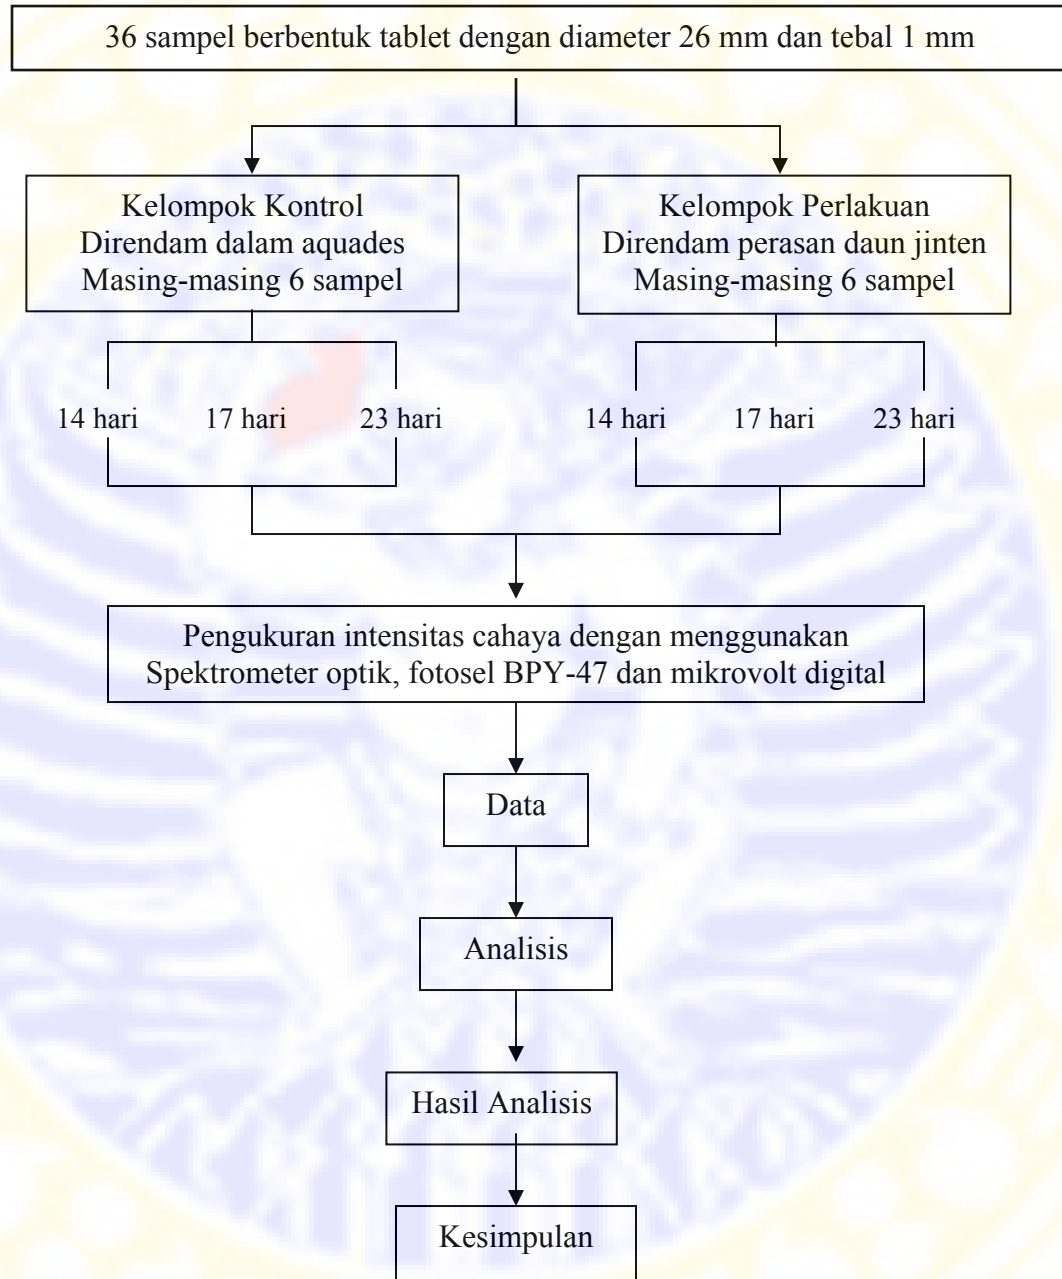 36 sampel berbentuk tablet dengan diameter 26 mm dan tebal 1 mm
Kelompok Kontrol
Direndam dalam aquades
Masing-masing 6 sampel
Kelompok Perlakuan
Direndam perasan daun jinten
Masing-masing 6 sampel
14 hari 17 hari 23 hari
14 hari 17 hari 23 hari
Pengukuran intensitas cahaya dengan menggunakan
Spektrometer optik, fotosel BPY-47 dan mikrovolt digital
Data
Analisis
Hasil Analisis
Kesimpulan